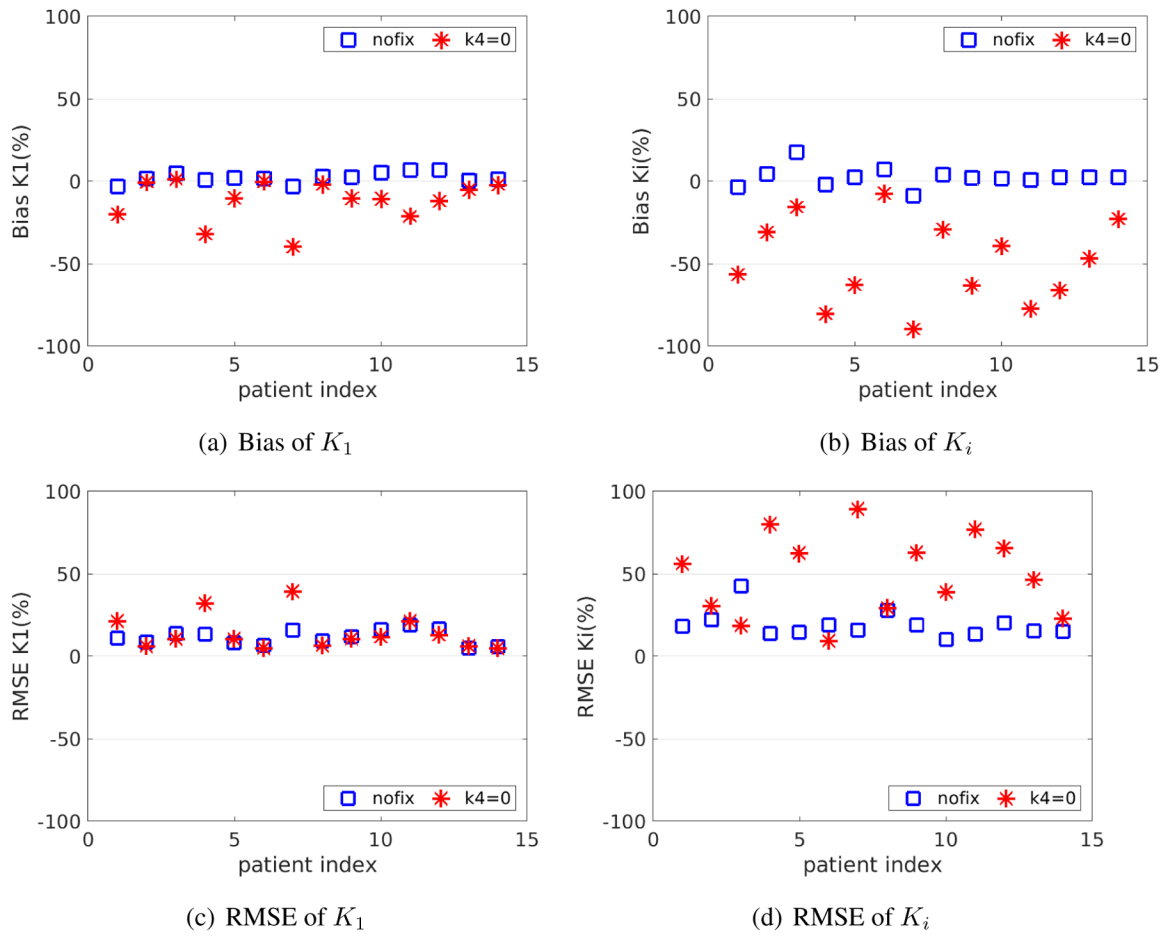 100
50
0
-50
-100
Bias K1(%)
nofix k4=0
0 5 10 15
patient index
(a) Bias of K1
100
50
0
-50
-100
Bias Ki(%)
nofix k4=0
0 5 10 15
patient index
(b) Bias of Ki
100
50
0
-50
-100
RMSE K1(%)
nofix k4=0
0 5 10 15
patient index
(c) RMSE of K1
100
50
0
-50
-100
RMSE Ki(%)
nofix k4=0
0 5 10 15
patient index
(d) RMSE of Ki